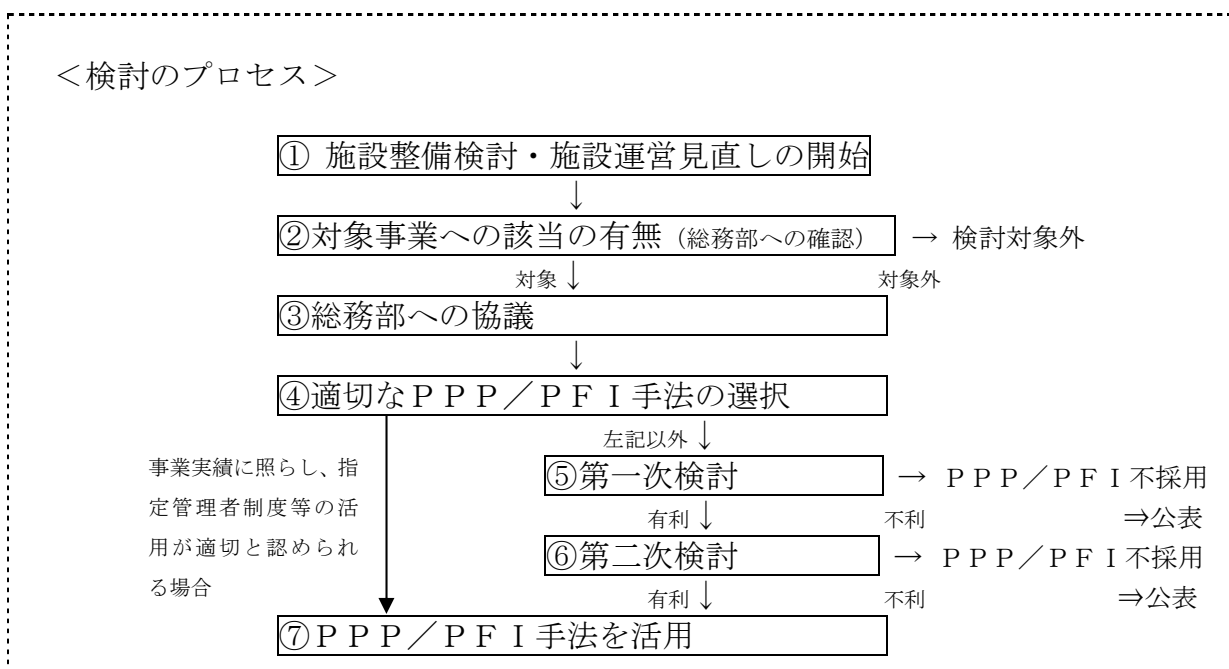 ＜検討のプロセス＞
① 施設整備検討・施設運営見直しの開始
↓
②対象事業への該当の有無（総務部への確認） → 検討対象外
対象 ↓ 対象外
③総務部への協議
↓
④適切なＰＰＰ／ＰＦＩ手法の選択
左記以外 ↓
事業実績に照らし、指
定管理者制度等の活
用が適切と認められ
る場合
⑤第一次検討 → ＰＰＰ／ＰＦＩ不採用
有利 ↓ 不利 ⇒公表
⑥第二次検討 → ＰＰＰ／ＰＦＩ不採用
有利 ↓ 不利 ⇒公表
⑦ＰＰＰ／ＰＦＩ手法を活用